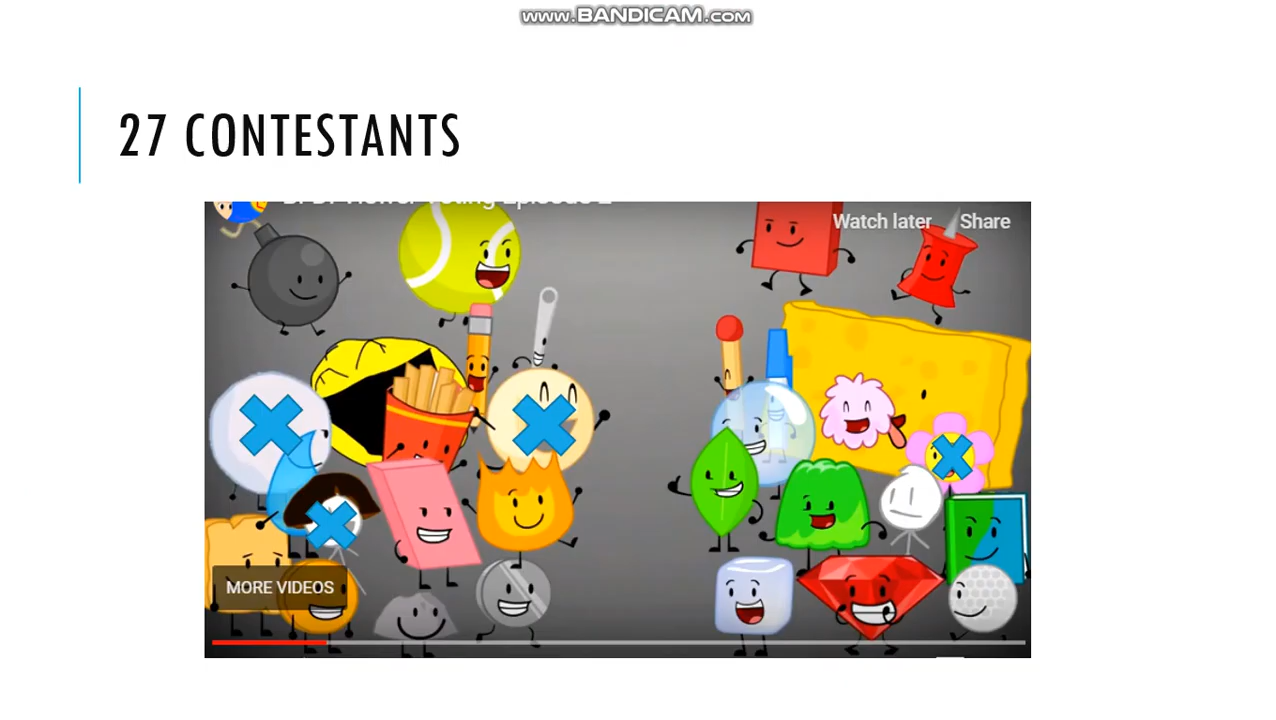 www.BANDICAM.com
27 CONTESTANTS
Watch later Share
MORE VIDEOS